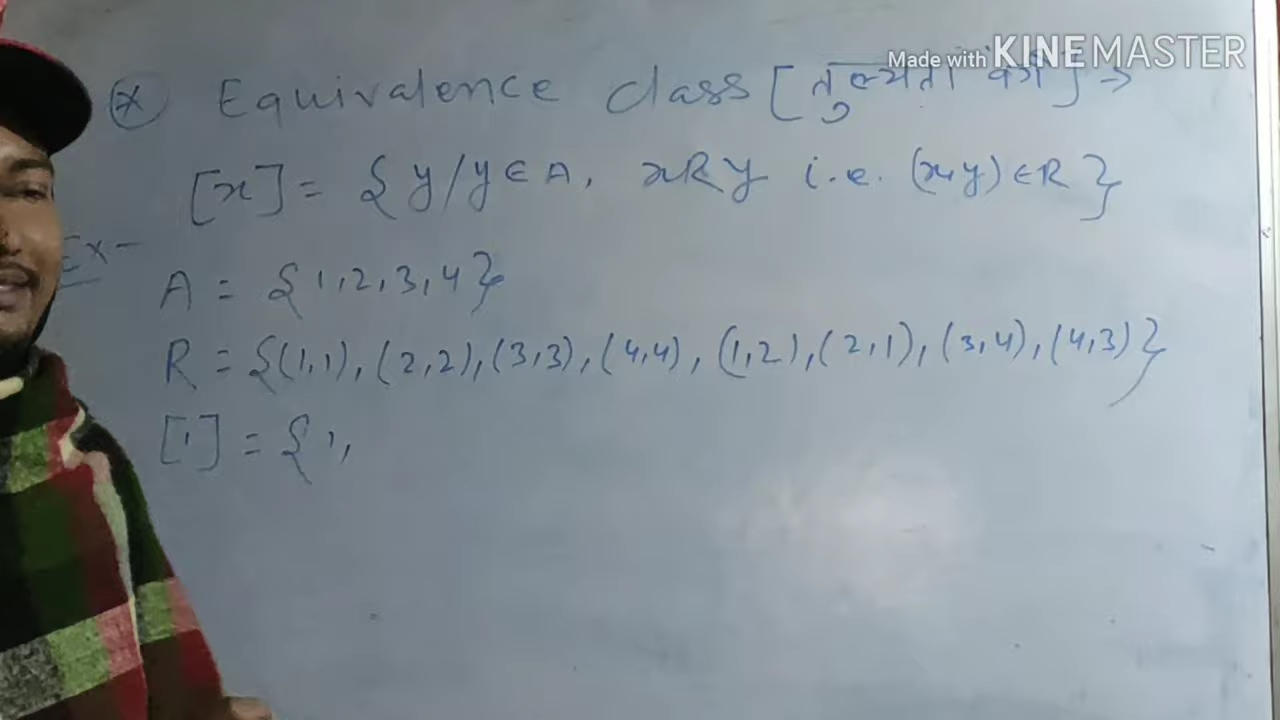 Made with KINEMASTER
* Equivalence class [तुल्यता वर्ग] →
[x] = { y/y ∈ A, xRy i.e. (x,y) ∈ R }
Ex-
A = { 1,2,3,4 }
R = {(1,1), (2,2), (3,3), (4,4), (1,2), (2,1), (3,4), (4,3)}
[1] = { 1,